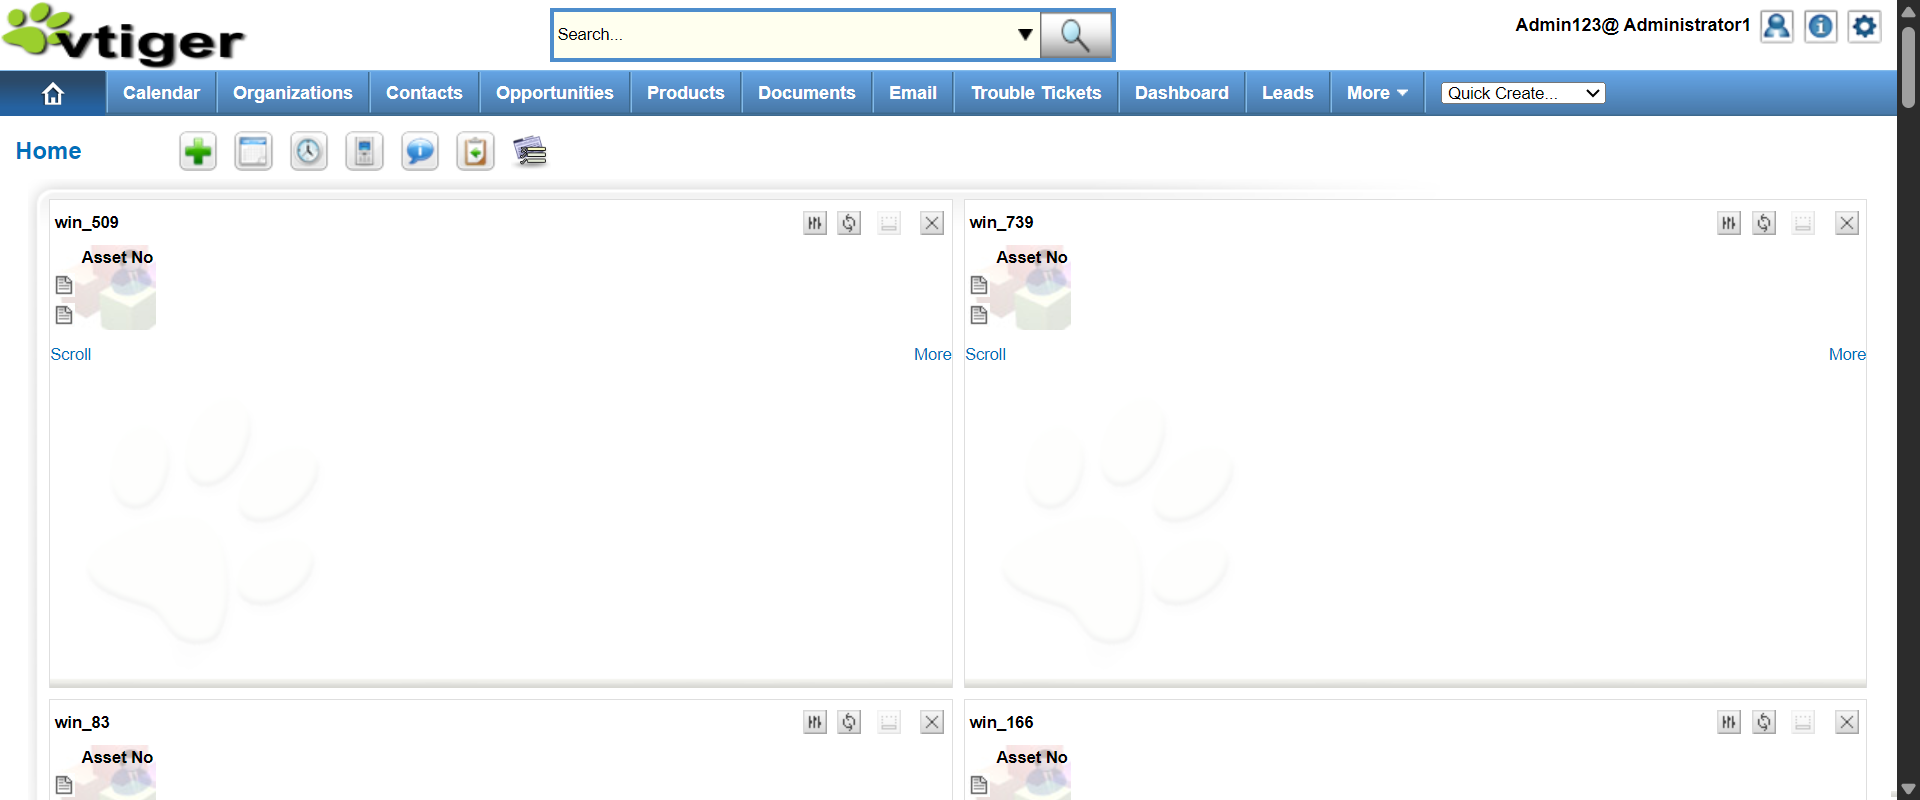 vtiger
Search...
Admin123@ Administrator1
Calendar Organizations Contacts Opportunities Products Documents Email Trouble Tickets Dashboard Leads More Quick Create...
Home
win_509
Asset No
Scroll More
win_739
Asset No
Scroll More
win_83
Asset No
win_166
Asset No